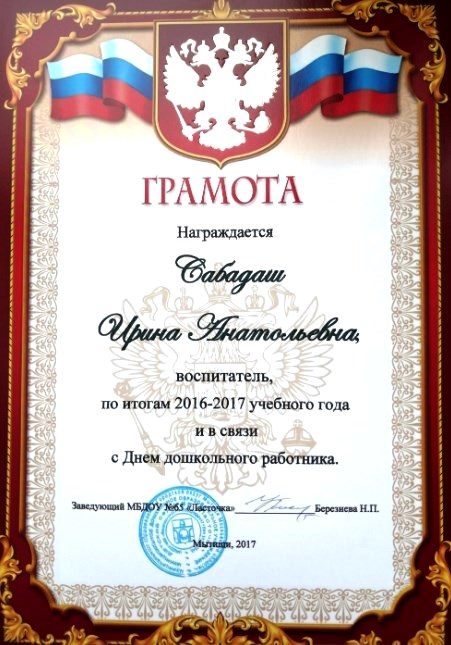 ГРАМОТА
Награждается
Сабадаш
Ирина Анатольевна,
воспитатель,
по итогам 2016-2017 учебного года
и в связи
с Днем дошкольного работника.
Заведующий МБДОУ №65 «Ласточка» Березнева Н.П.
Мытищи, 2017